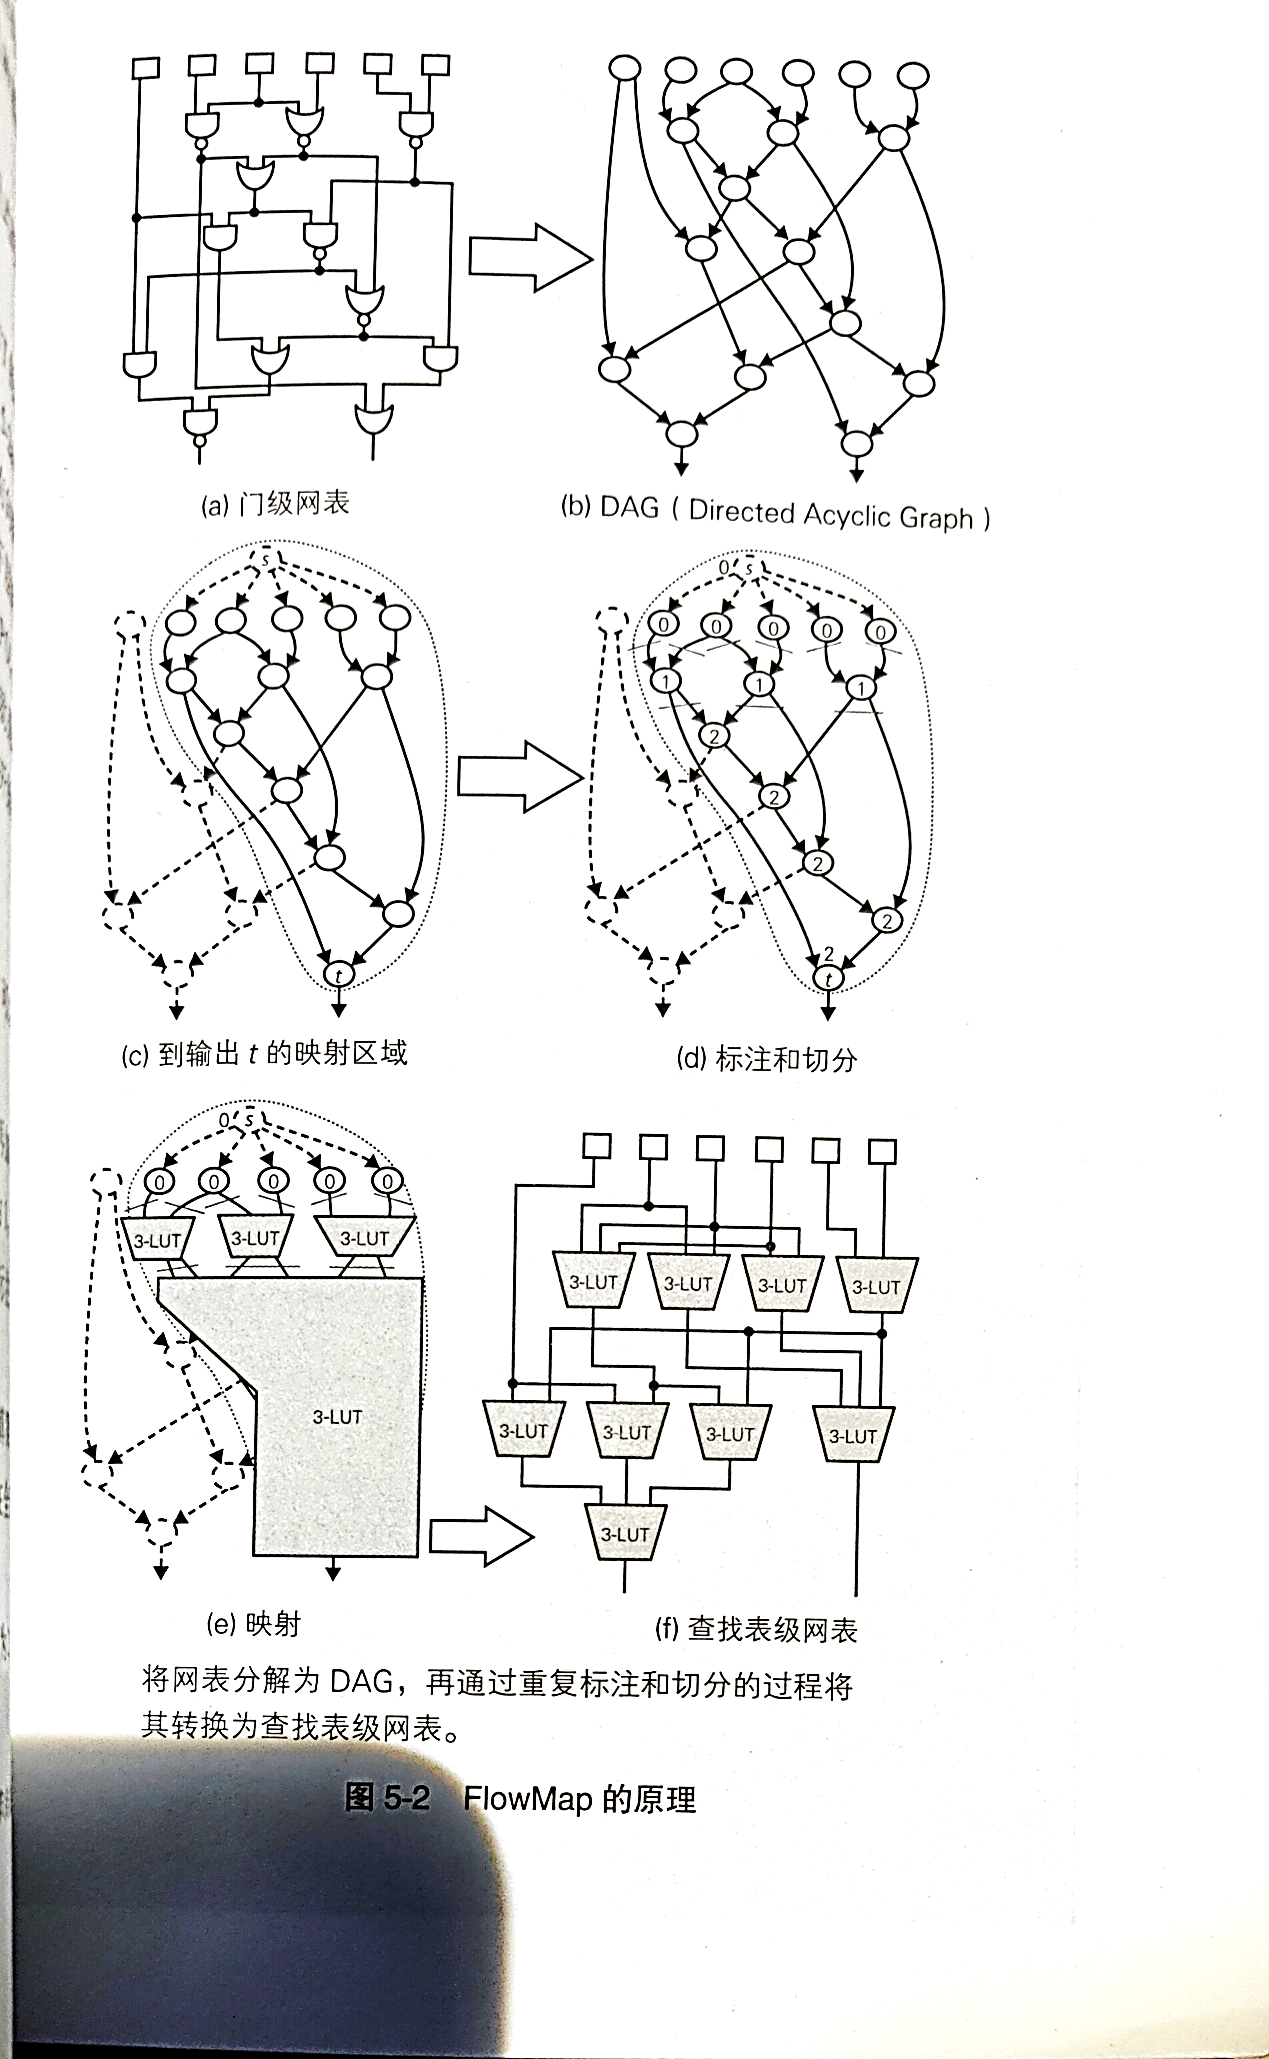 (a) 门级网表
(b) DAG ( Directed Acyclic Graph )
s
t
(c) 到输出 t 的映射区域
0 s
0 0 0 0 0
1 1 1
2
2
2
2
2
t
(d) 标注和切分
0 s
0 0 0 0 0
3-LUT 3-LUT 3-LUT
3-LUT
(e) 映射
3-LUT 3-LUT 3-LUT 3-LUT
3-LUT 3-LUT 3-LUT 3-LUT
3-LUT
(f) 查找表级网表
将网表分解为 DAG，再通过重复标注和切分的过程将
其转换为查找表级网表。
图 5-2 FlowMap 的原理